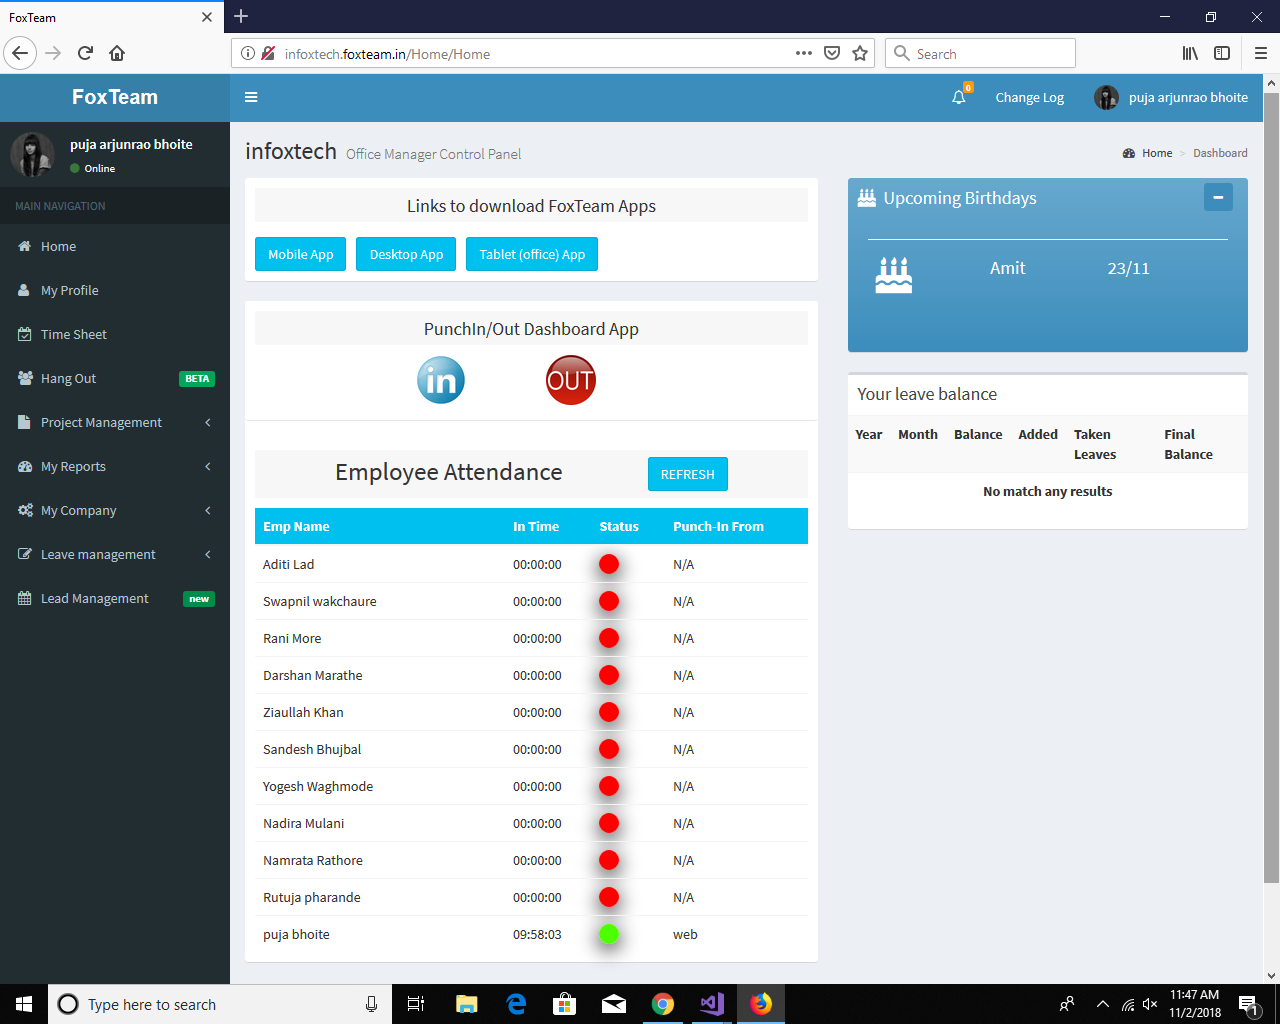 FoxTeam
infoxtech.foxteam.in/Home/Home
Search
FoxTeam
0
Change Log
puja arjunrao bhoite
puja arjunrao bhoite
Online
MAIN NAVIGATION
Home
My Profile
Time Sheet
Hang Out BETA
Project Management
My Reports
My Company
Leave management
Lead Management new
infoxtech Office Manager Control Panel
Home > Dashboard
Links to download FoxTeam Apps
Mobile App Desktop App Tablet (office) App
PunchIn/Out Dashboard App
in OUT
Employee Attendance REFRESH
Emp Name In Time Status Punch-In From
Aditi Lad 00:00:00 N/A
Swapnil wakchaure 00:00:00 N/A
Rani More 00:00:00 N/A
Darshan Marathe 00:00:00 N/A
Ziaullah Khan 00:00:00 N/A
Sandesh Bhujbal 00:00:00 N/A
Yogesh Waghmode 00:00:00 N/A
Nadira Mulani 00:00:00 N/A
Namrata Rathore 00:00:00 N/A
Rutuja pharande 00:00:00 N/A
puja bhoite 09:58:03 web
Upcoming Birthdays
Amit 23/11
Your leave balance
Year Month Balance Added Taken Leaves Final Balance
No match any results
Type here to search
11:47 AM
11/2/2018
1